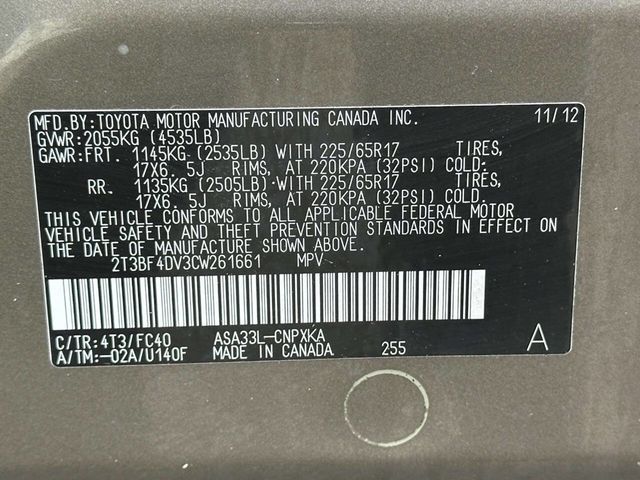 MFD.BY:TOYOTA MOTOR MANUFACTURING CANADA INC. 11/12
GVWR:2055KG (4535LB)
GAWR:FRT. 1145KG (2535LB) WITH 225/65R17 TIRES,
17X6. 5J RIMS, AT 220KPA (32PSI) COLD.
RR. 1135KG (2505LB) WITH 225/65R17 TIRES,
17X6. 5J RIMS, AT 220KPA (32PSI) COLD.
THIS VEHICLE CONFORMS TO ALL APPLICABLE FEDERAL MOTOR
VEHICLE SAFETY AND THEFT PREVENTION STANDARDS IN EFFECT ON
THE DATE OF MANUFACTURE SHOWN ABOVE.
2T3BF4DV3CW261661 MPV
C/TR:4T3/FC40 ASA33L-CNPXKA
A/TM:-02A/U140F MADE IN CANADA 255 A